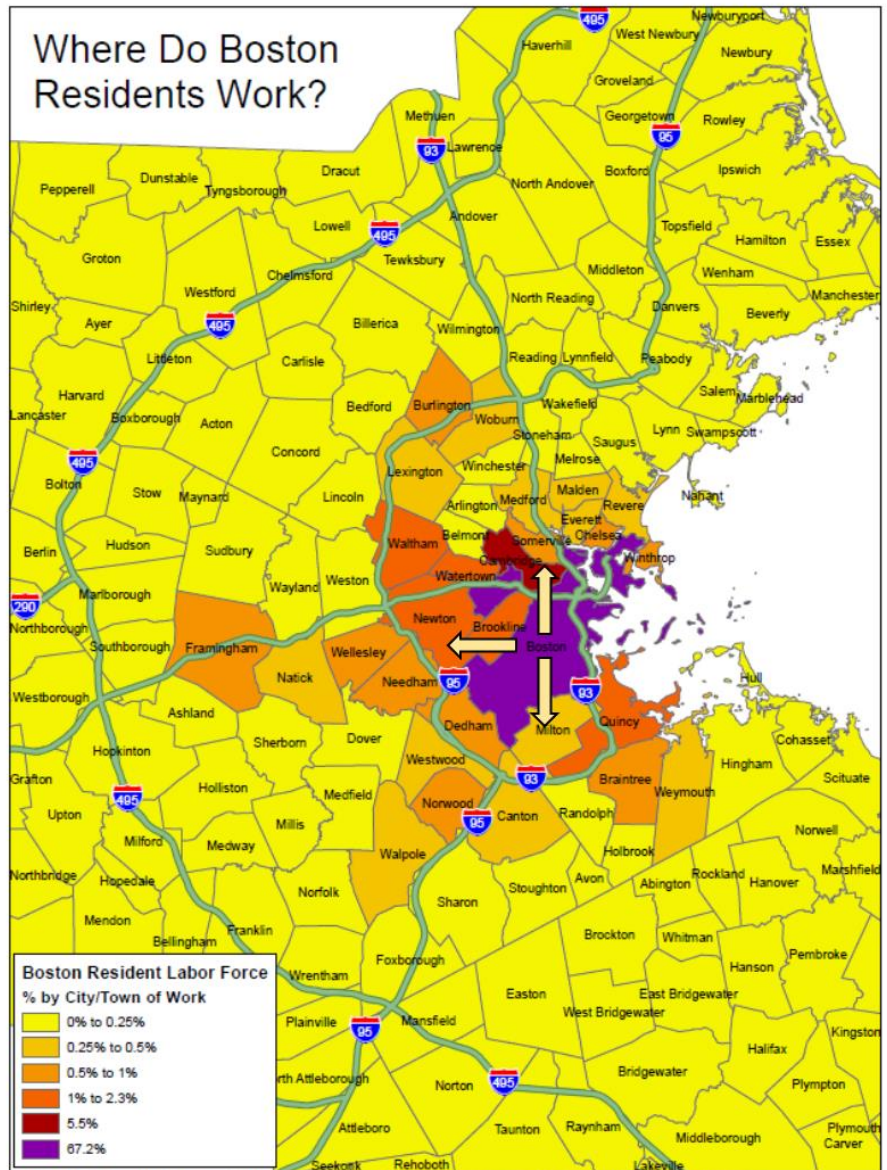 Where Do Boston
Residents Work?
495
Newburyport
West Newbury
Haverhill
Newbury
Groveland
Methuen
Georgetown
Rowley
93
95
Lawrence
Dracut
Dunstable
Boxford
Ipswich
Pepperell
Tyngsborough
North Andover
Andover
Lowell
Topsfield
495
Hamilton
Essex
Groton
Tewksbury
Middleton
Wenham
Chelmsford
Westford
North Reading
Manchester
Shirley
Danvers
Beverly
Ayer
495
Billerica
Wilmington
Littleton
Reading
Lynnfield
Peabody
Carlisle
Salem
Harvard
Marblehead
Burlington
Wakefield
Bedford
Lancaster
Boxborough
Acton
Woburn
Lynn
Swampscott
Stoneham
Saugus
Concord
Melrose
495
Lexington
Winchester
Bolton
Stow
Maynard
Lincoln
Medford
Malden
Nahant
Arlington
Revere
Everett
Belmont
Chelsea
Berlin
Hudson
Waltham
Somerville
Sudbury
Cambridge
Winthrop
Watertown
Weston
Wayland
Marlborough
290
Newton
Northborough
Brookline
Southborough
Framingham
Wellesley
Boston
Natick
Needham
95
Hull
93
Westborough
Ashland
Quincy
Dedham
Milton
Sherborn
Dover
Cohasset
Hopkinton
Westwood
Hingham
Grafton
93
Braintree
Scituate
Holliston
Medfield
Weymouth
495
Norwood
Randolph
Upton
Canton
95
Millis
Norwell
Milford
Medway
Holbrook
Walpole
Marshfield
Northbridge
Avon
Rockland
Hopedale
Abington
Hanover
Norfolk
Stoughton
Sharon
Mendon
Franklin
Brockton
Whitman
Bellingham
Pembroke
Foxborough
Hanson
Wrentham
Easton
East Bridgewater
West Bridgewater
Plainville
Mansfield
Kingston
95
Halifax
Bridgewater
North Attleborough
495
Norton
Plympton
Attleboro
Raynham
Plymouth
Taunton
Middleborough
Carver
Seekonk
Rehoboth
Lakeville
Boston Resident Labor Force
% by City/Town of Work
0% to 0.25%
0.25% to 0.5%
0.5% to 1%
1% to 2.3%
5.5%
67.2%